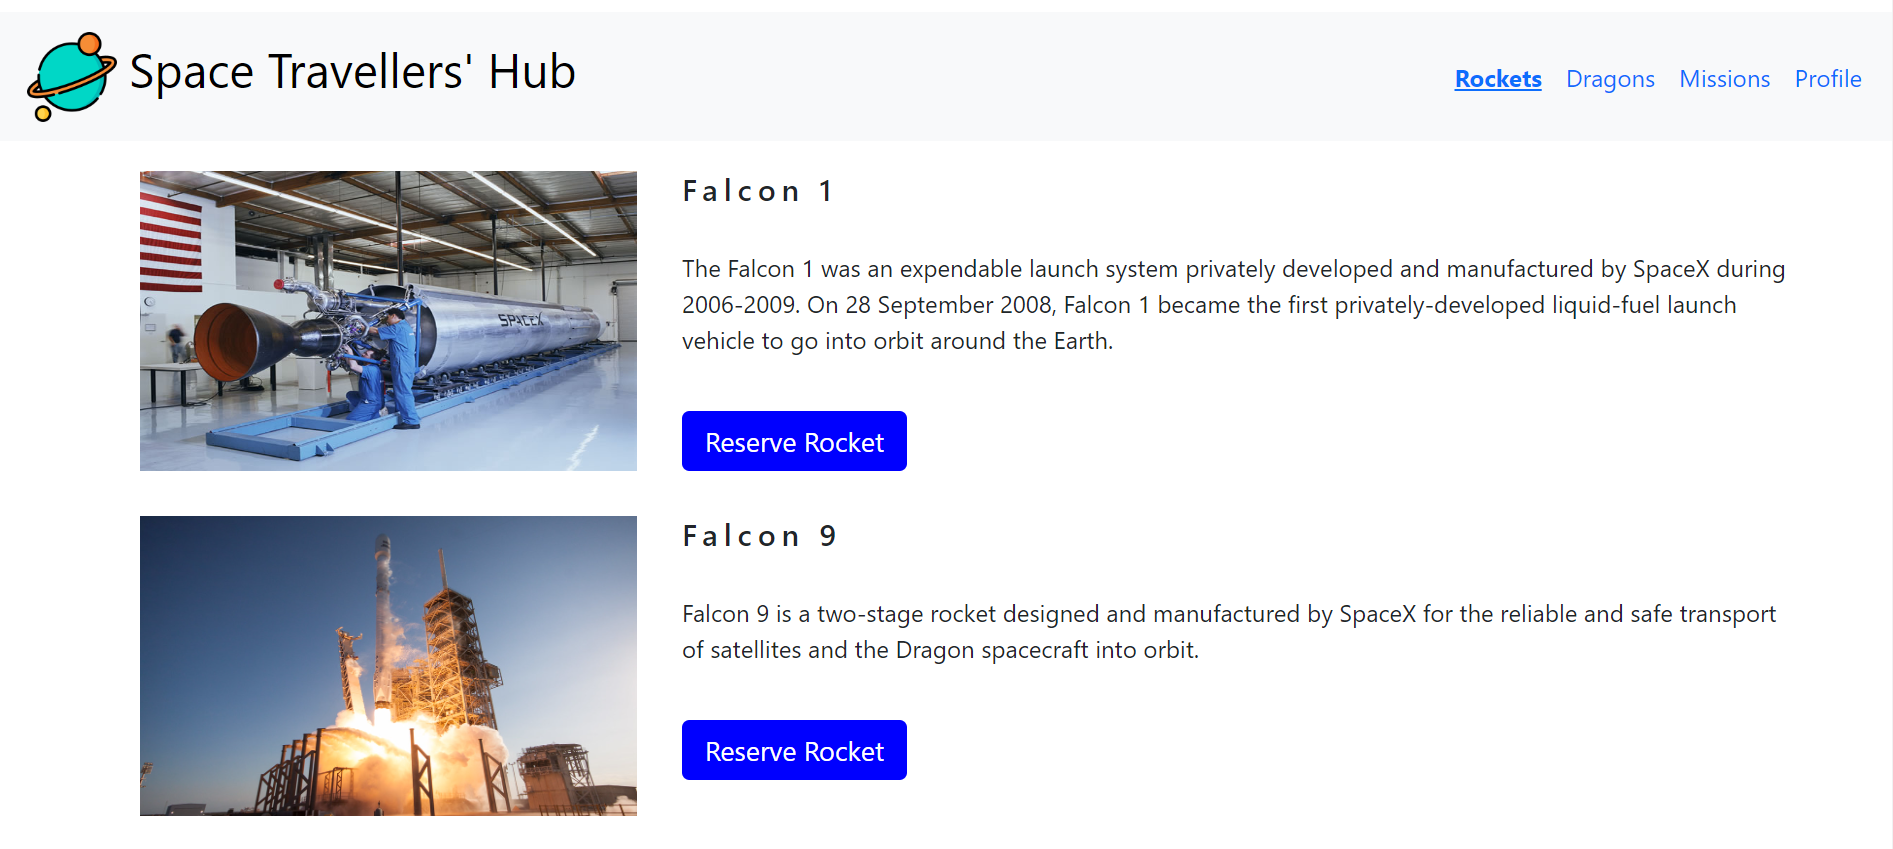 Space Travellers' Hub
Rockets Dragons Missions Profile
Falcon 1
The Falcon 1 was an expendable launch system privately developed and manufactured by SpaceX during
2006-2009. On 28 September 2008, Falcon 1 became the first privately-developed liquid-fuel launch
vehicle to go into orbit around the Earth.
SPACEX
Reserve Rocket
Falcon 9
Falcon 9 is a two-stage rocket designed and manufactured by SpaceX for the reliable and safe transport
of satellites and the Dragon spacecraft into orbit.
Reserve Rocket